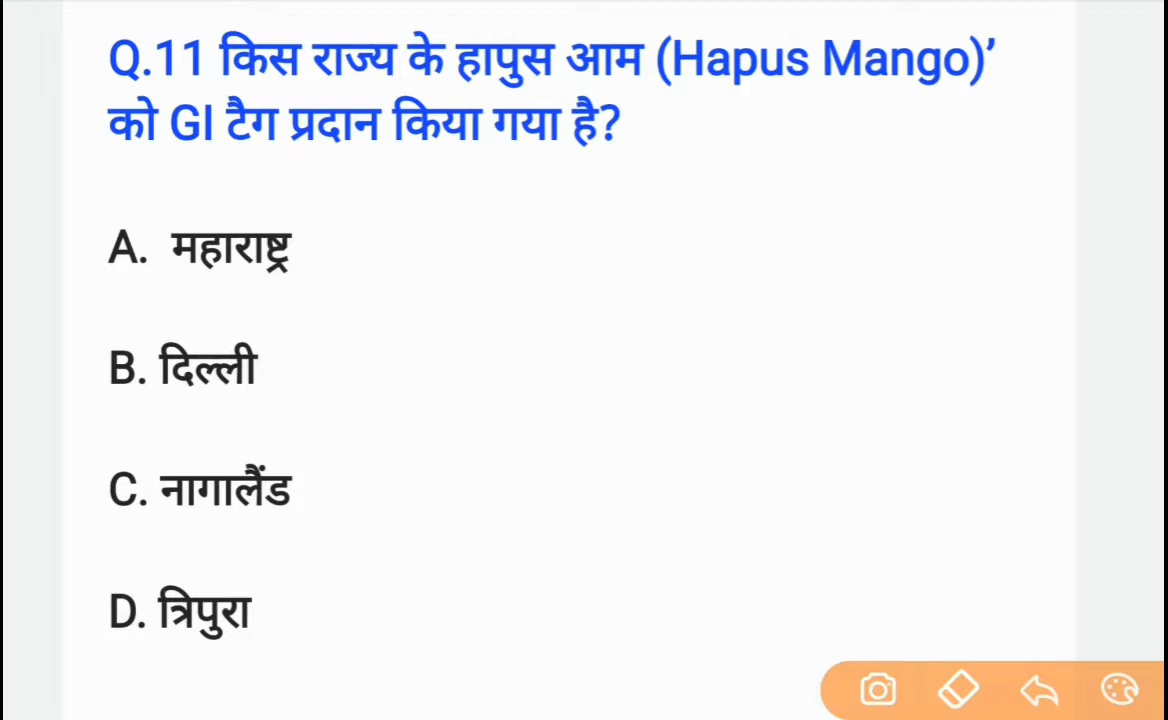 Q.11 किस राज्य के हापुस आम (Hapus Mango)’
को GI टैग प्रदान किया गया है?
A. महाराष्ट्र
B. दिल्ली
C. नागालैंड
D. त्रिपुरा